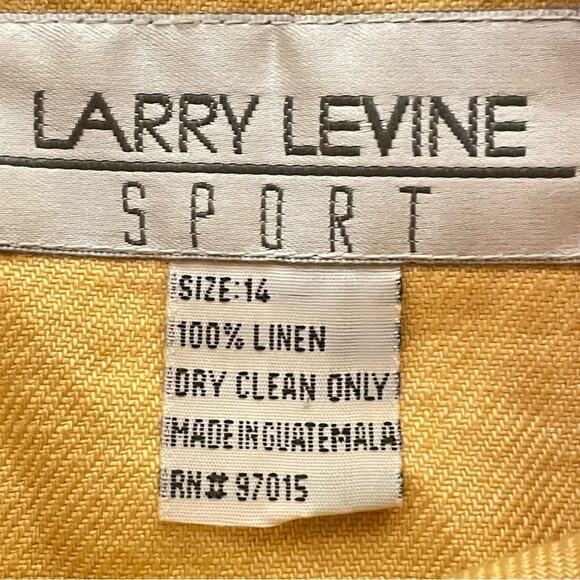 LARRY LEVINE
SPORT
SIZE:14
100% LINEN
DRY CLEAN ONLY
MADE IN GUATEMALA
RN# 97015